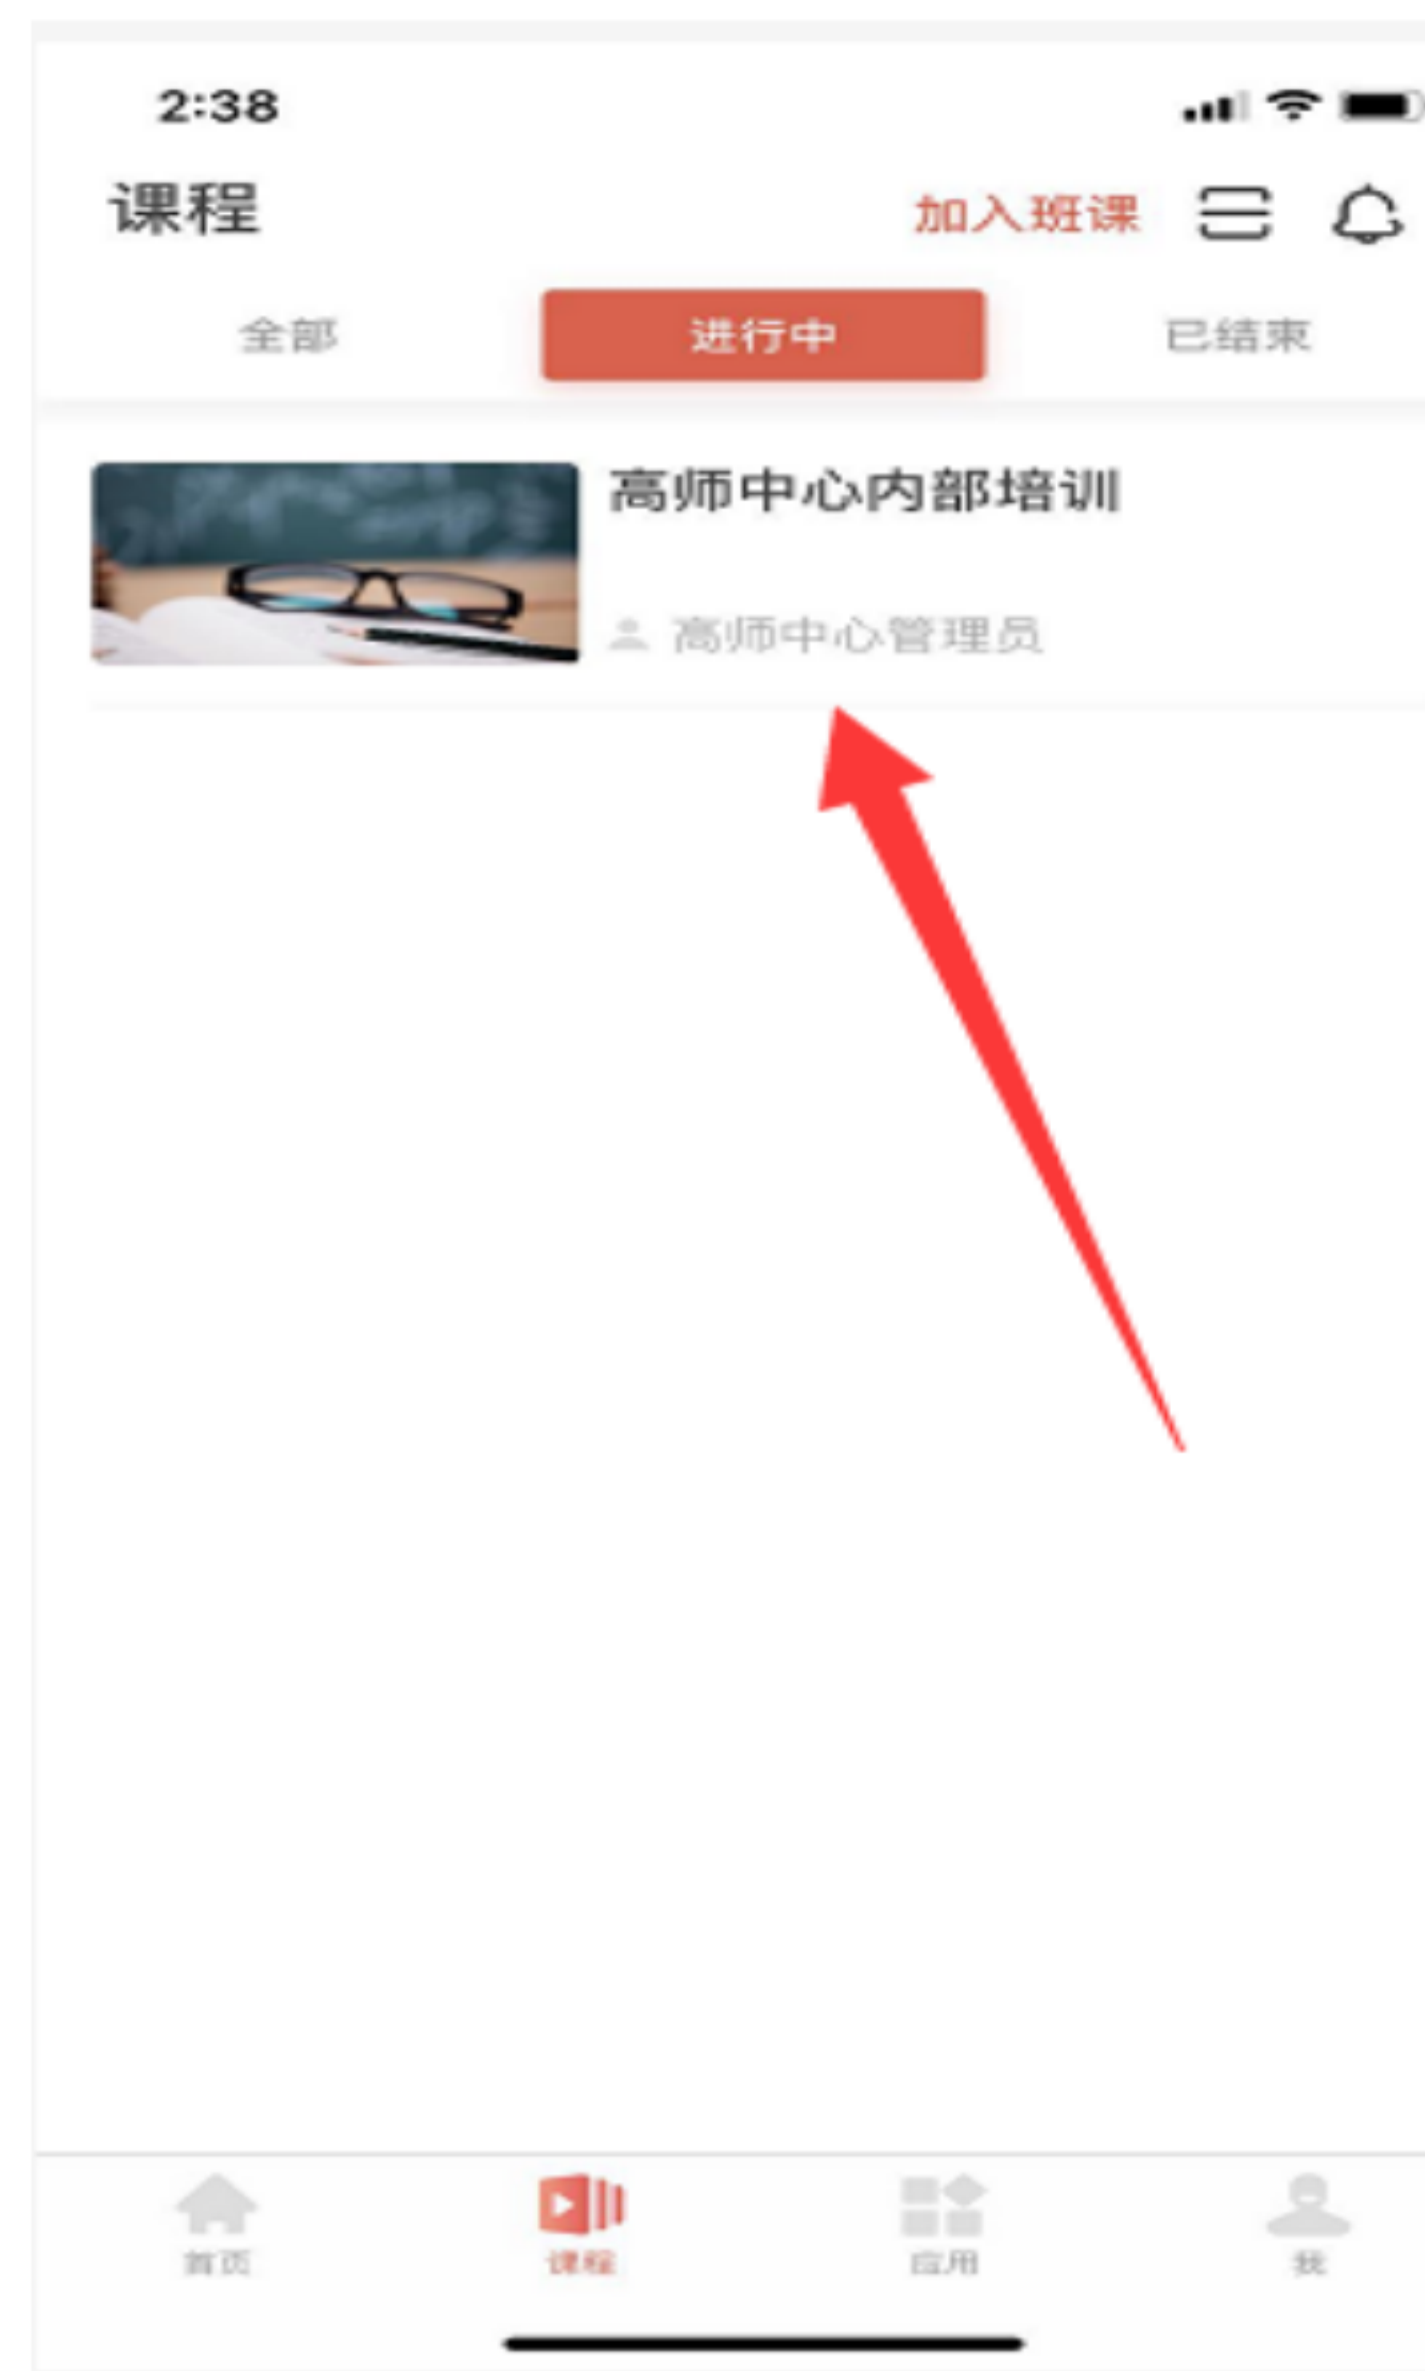 2:38
课程 加入班课
全部 进行中 已结束
高师中心内部培训
高师中心管理员
首页 课程 应用 我